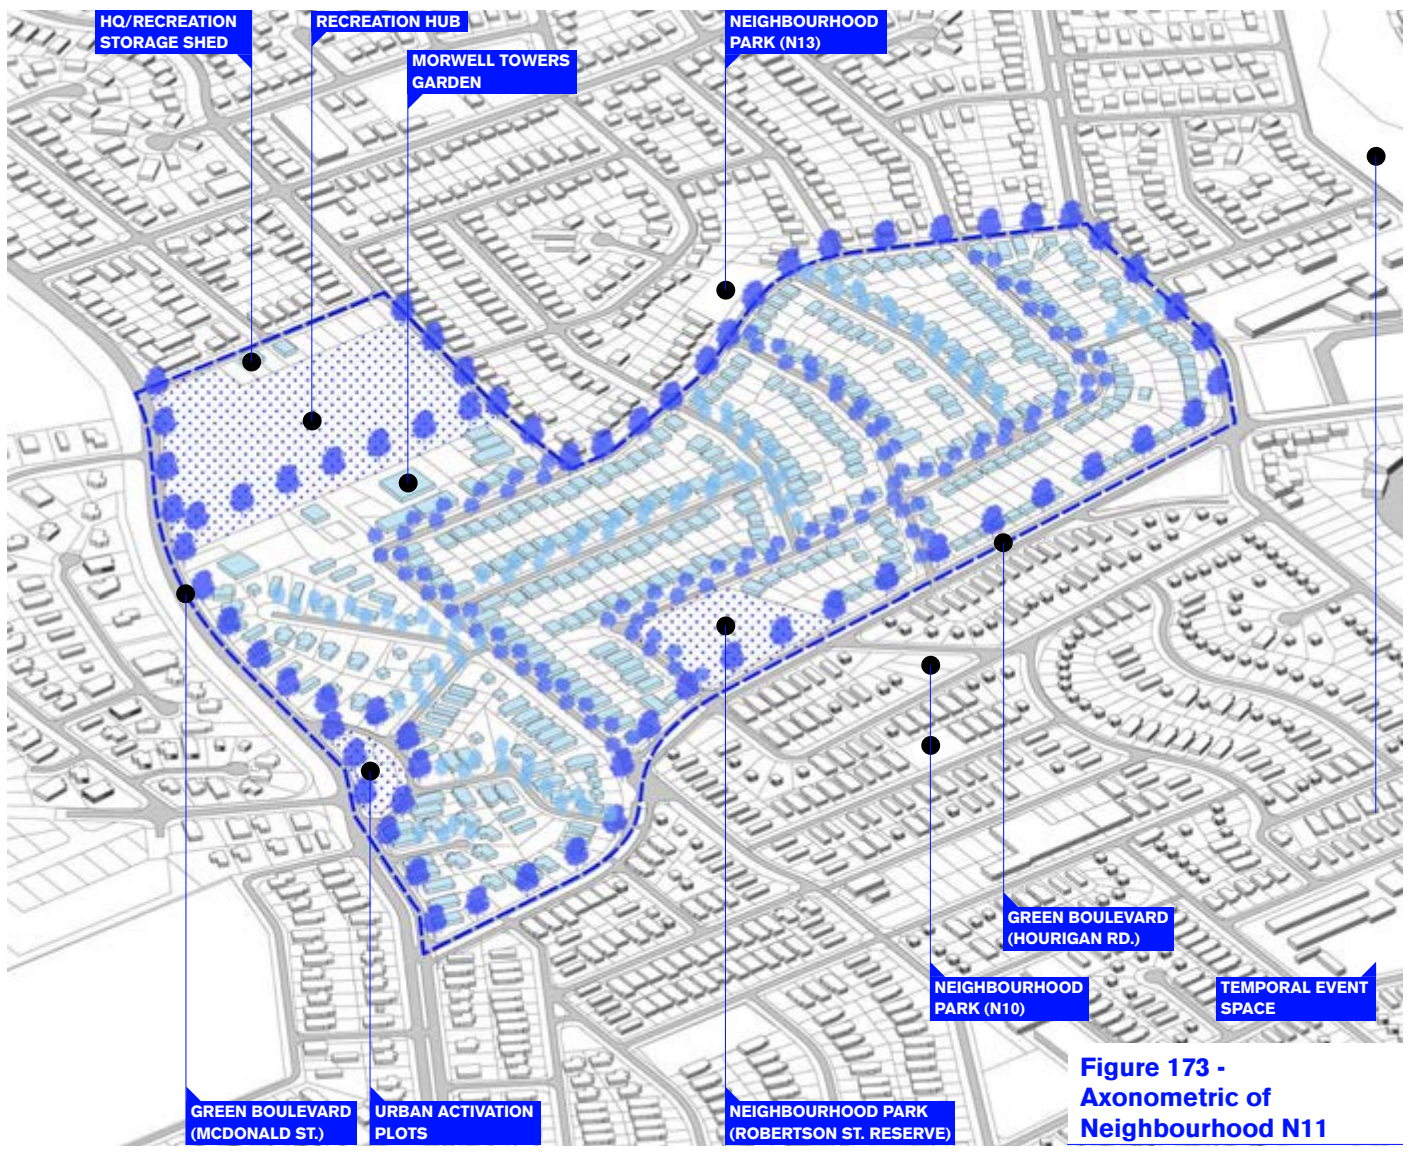 HQ/RECREATION
STORAGE SHED
RECREATION HUB
MORWELL TOWERS
GARDEN
NEIGHBOURHOOD
PARK (N13)
GREEN BOULEVARD
(HOURIGAN RD.)
NEIGHBOURHOOD
PARK (N10)
TEMPORAL EVENT
SPACE
GREEN BOULEVARD
(MCDONALD ST.)
URBAN ACTIVATION
PLOTS
NEIGHBOURHOOD PARK
(ROBERTSON ST. RESERVE)
Figure 173 -
Axonometric of
Neighbourhood N11